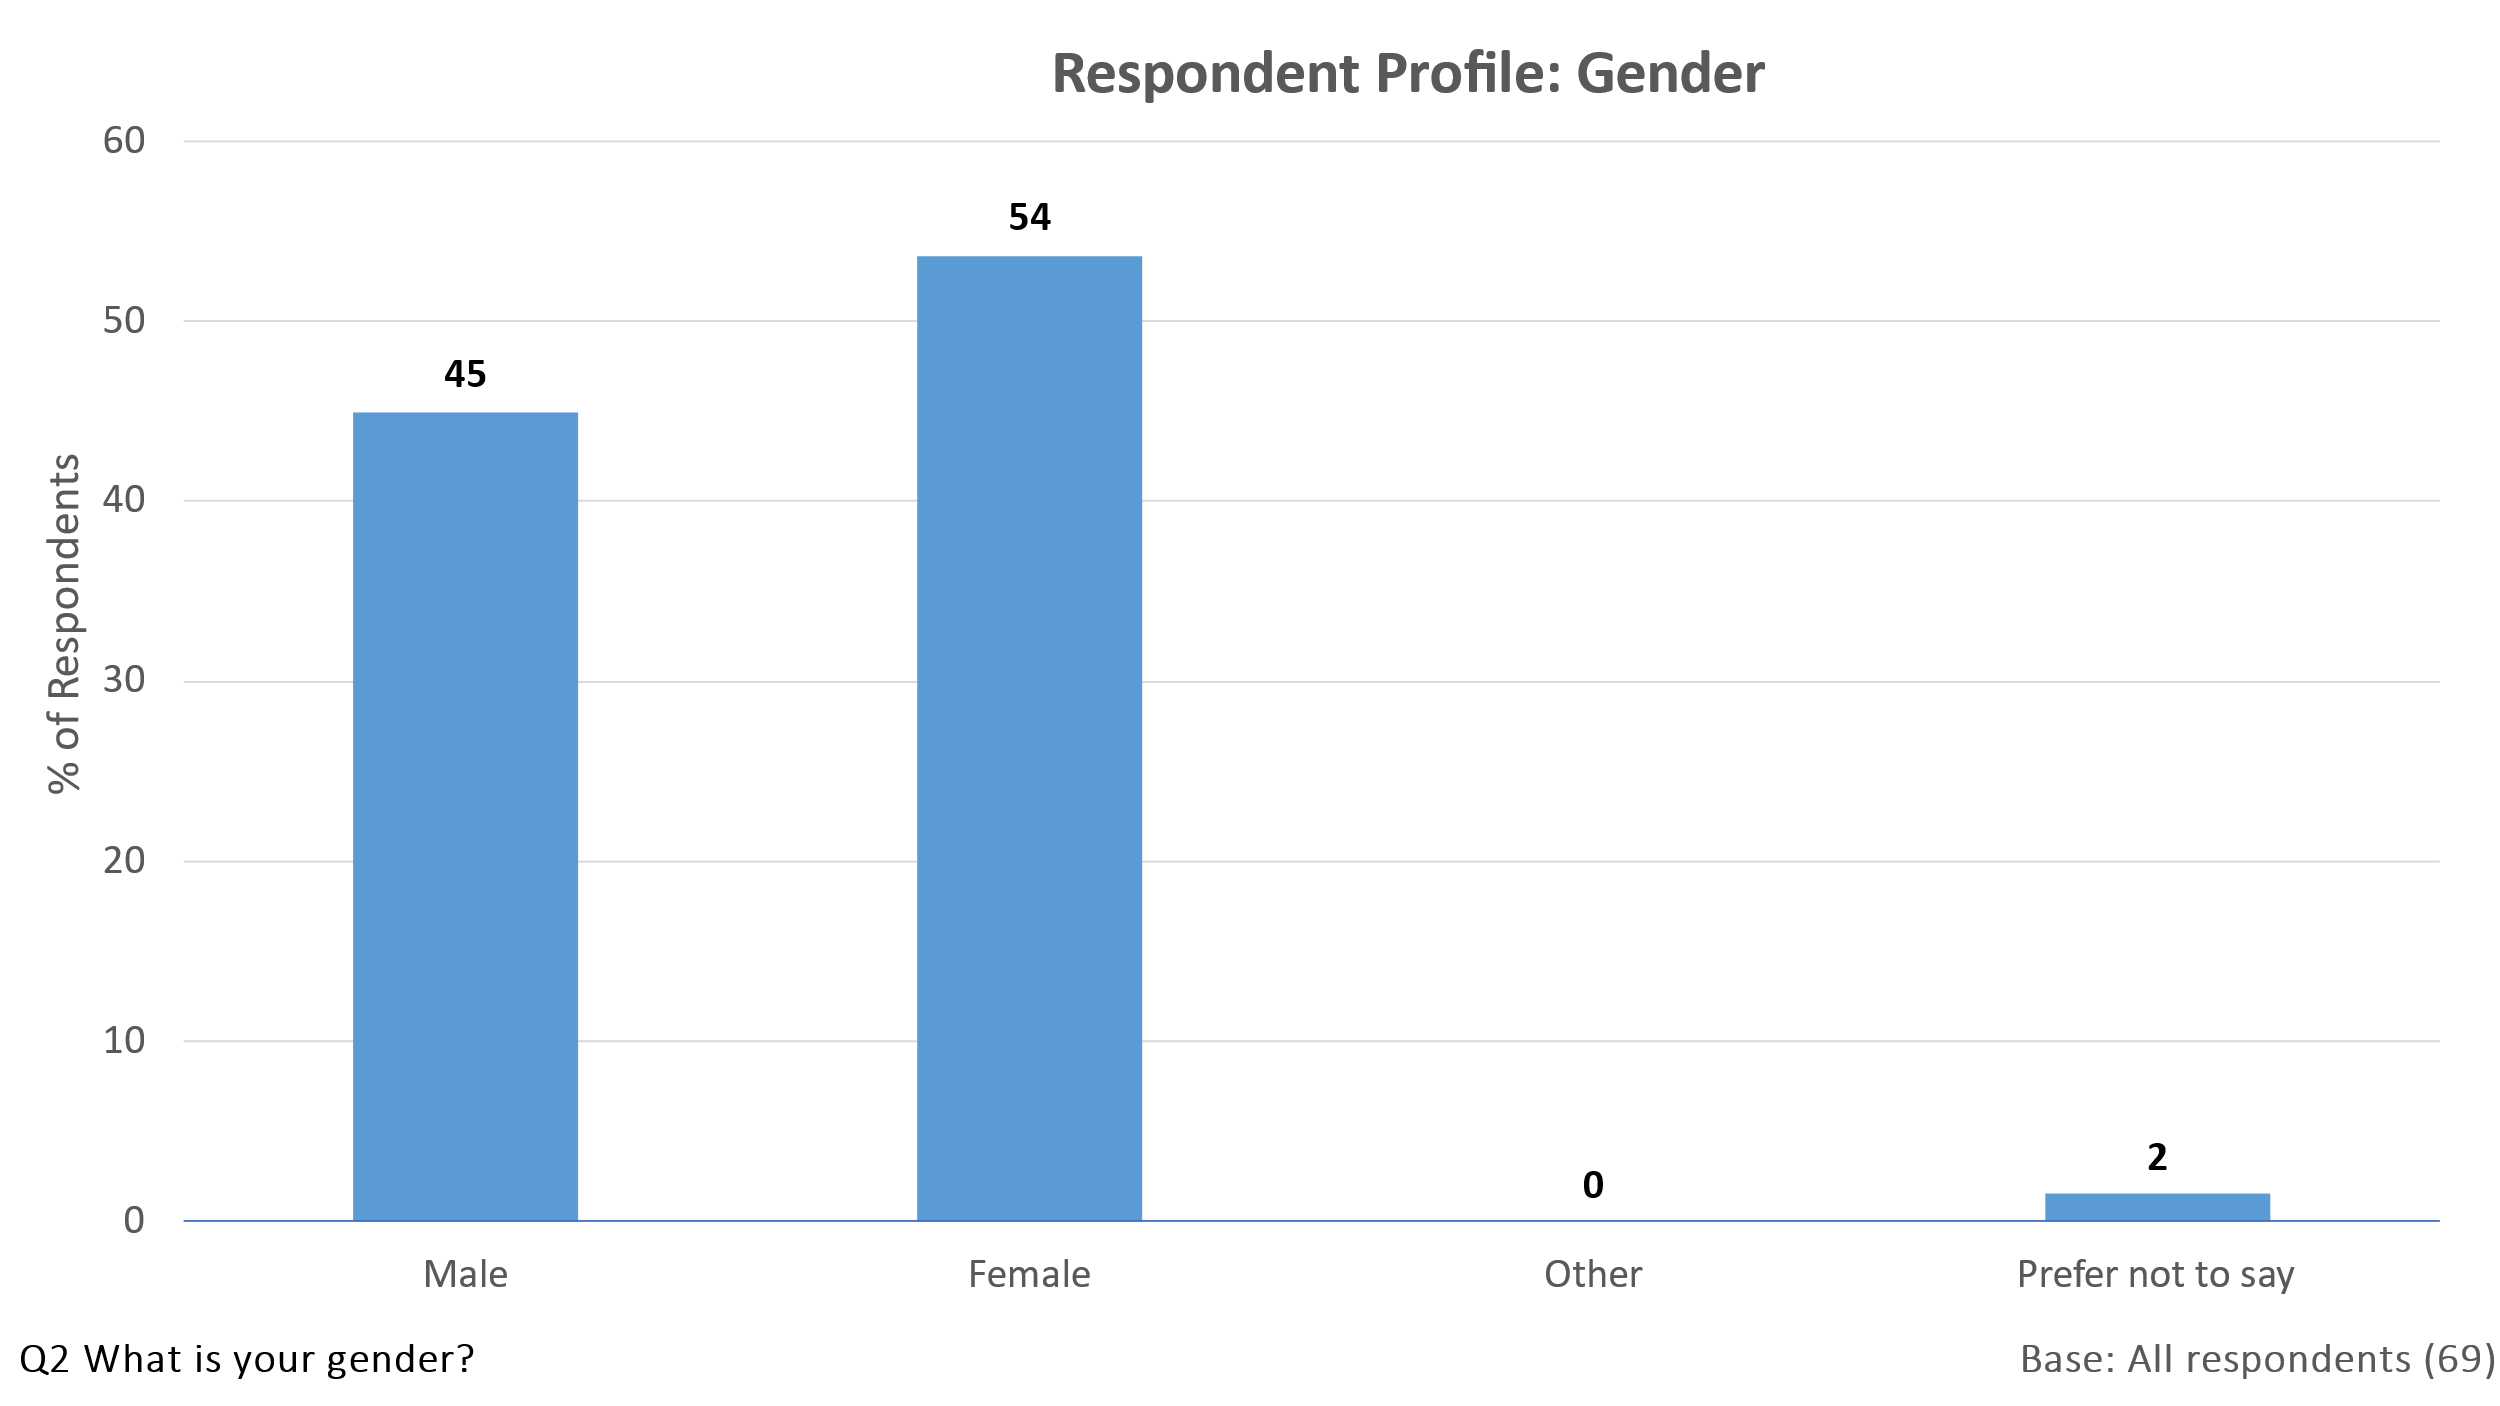 Respondent Profile: Gender
% of Respondents
60
50
40
30
20
10
0
45
54
0
2
Male
Female
Other
Prefer not to say
Q2 What is your gender?
Base: All respondents (69)